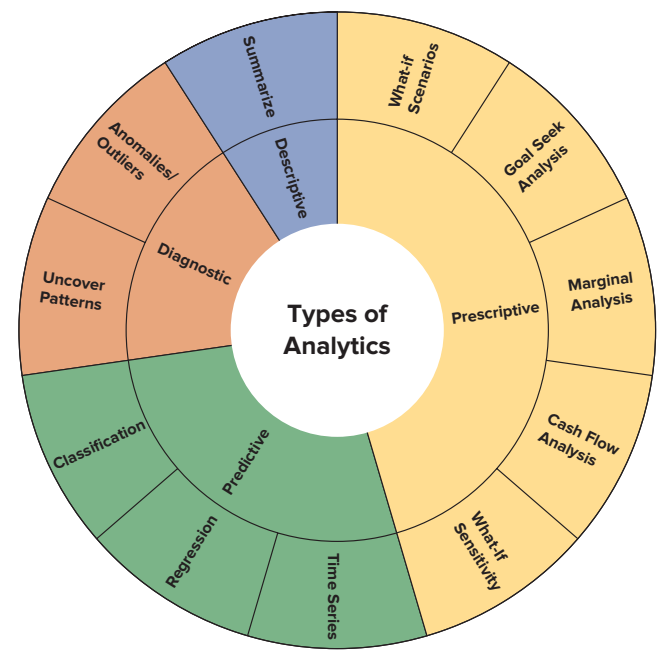 Types of
Analytics
Prescriptive
What-if
Scenarios
Goal Seek
Analysis
Marginal
Analysis
Cash Flow
Analysis
What-If
Sensitivity
Predictive
Time Series
Regression
Classification
Diagnostic
Uncover
Patterns
Anomalies/
Outliers
Descriptive
Summarize